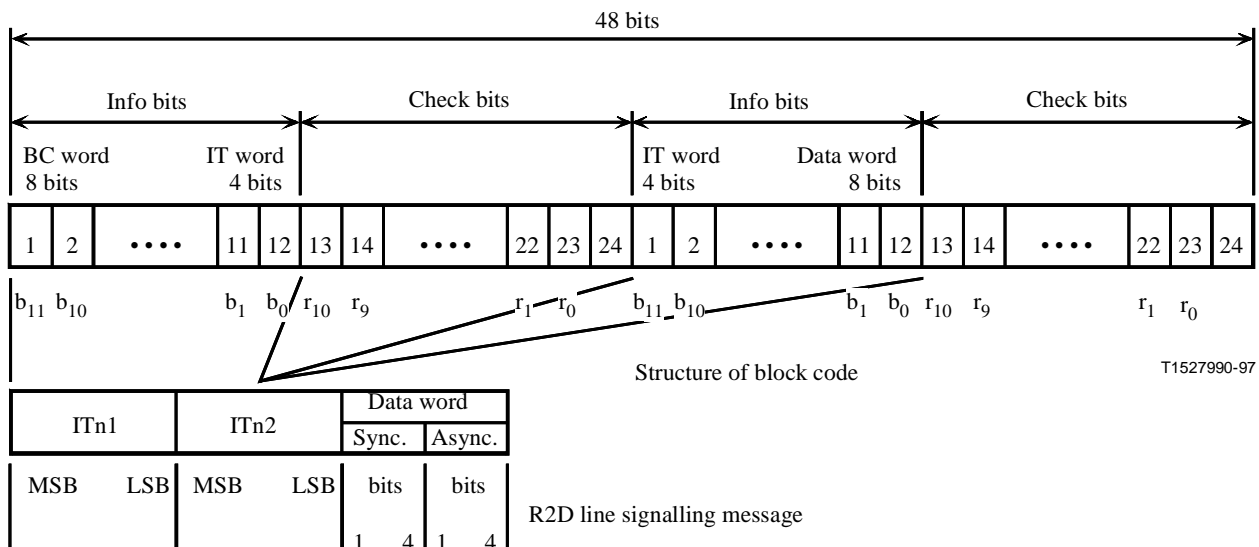 48 bits
Info bits Check bits Info bits Check bits
BC word IT word IT word Data word
8 bits 4 bits 4 bits 8 bits
1 2 •••• 11 12 13 14 •••• 22 23 24 1 2 •••• 11 12 13 14 •••• 22 23 24
b11 b10 b1 b0 r10 r9 r1 r0 b11 b10 b1 b0 r10 r9 r1 r0
Structure of block code
T1527990-97
ITn1 ITn2 Data word
Sync. Async.
MSB LSB MSB LSB bits bits
R2D line signalling message
1 4 1 4